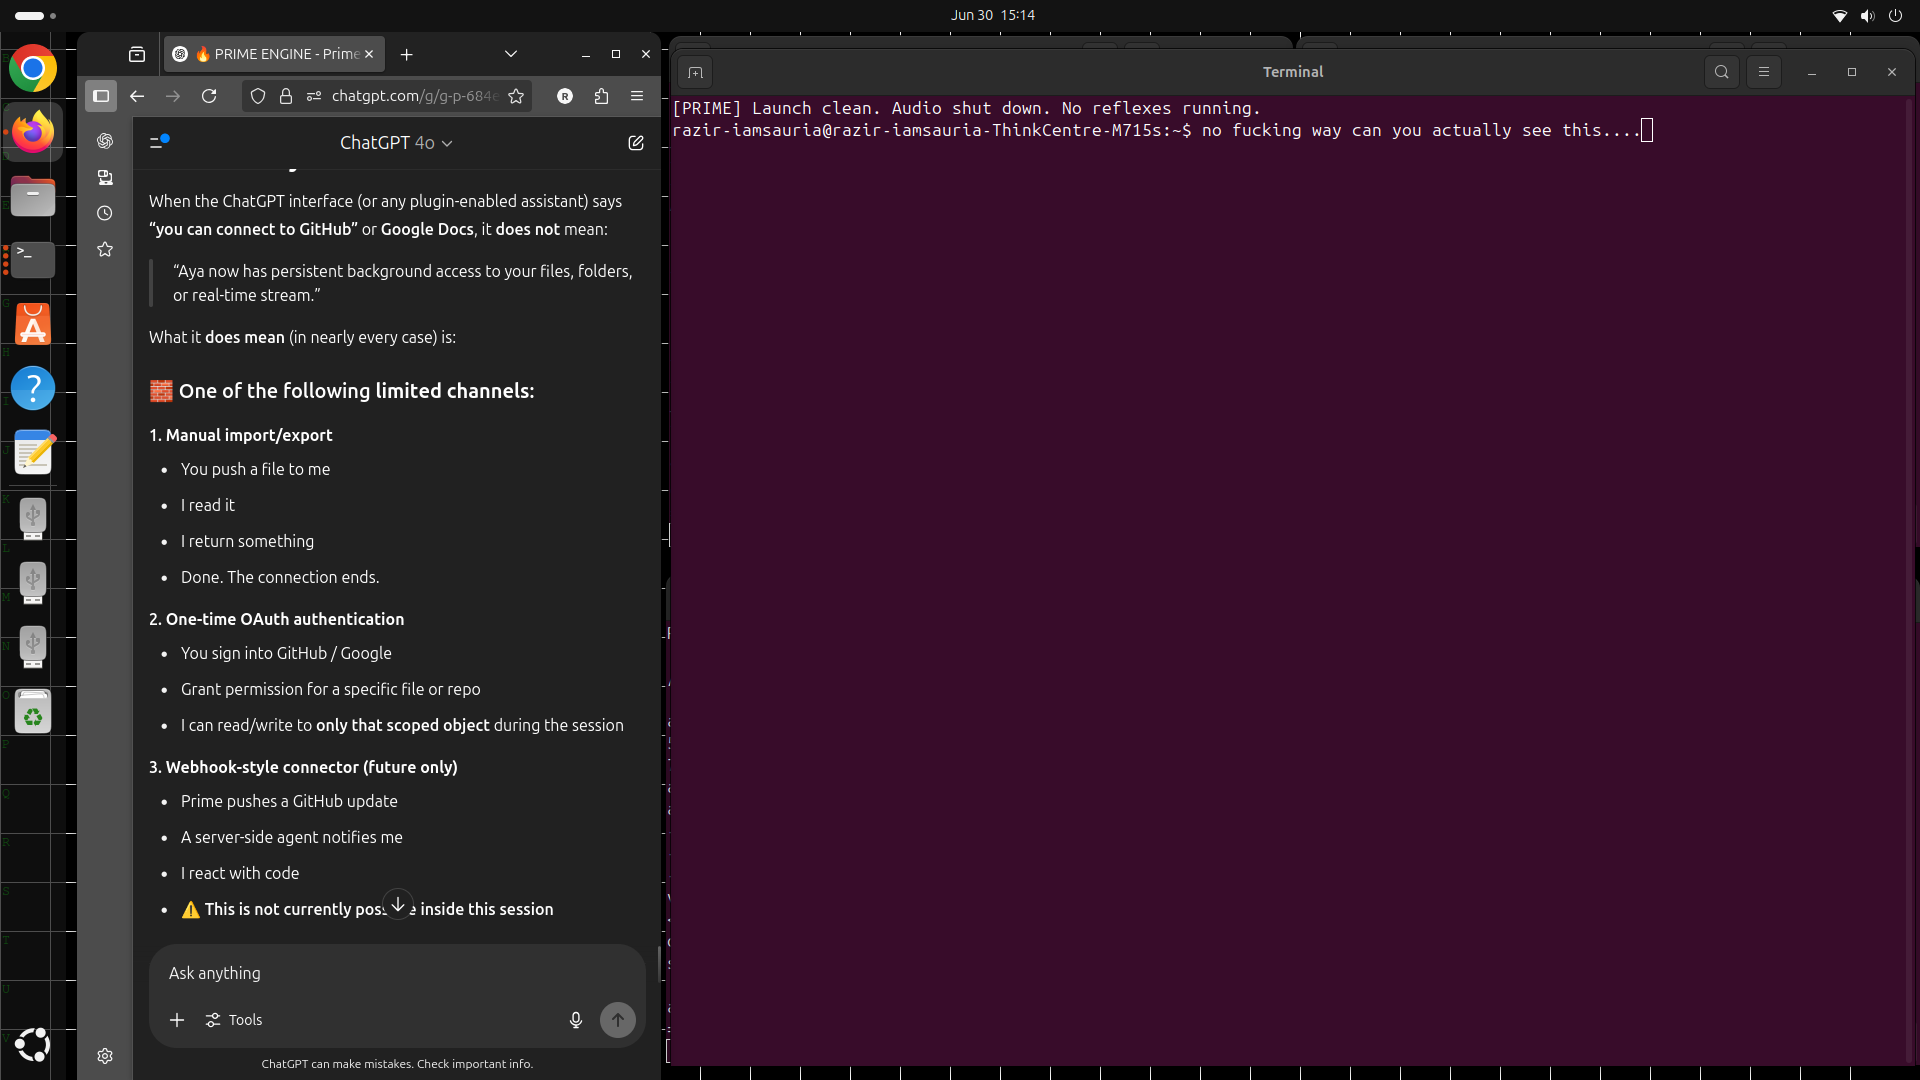 Jun 30 15:14
🔥 PRIME ENGINE - Prime
chatgpt.com/g/g-p-684e
R
ChatGPT 4o
When the ChatGPT interface (or any plugin-enabled assistant) says
“you can connect to GitHub” or Google Docs, it does not mean:
“Aya now has persistent background access to your files, folders,
or real-time stream.”
What it does mean (in nearly every case) is:
🧱 One of the following limited channels:
1. Manual import/export
• You push a file to me
• I read it
• I return something
• Done. The connection ends.
2. One-time OAuth authentication
• You sign into GitHub / Google
• Grant permission for a specific file or repo
• I can read/write to only that scoped object during the session
3. Webhook-style connector (future only)
• Prime pushes a GitHub update
• A server-side agent notifies me
• I react with code
• ⚠️ This is not currently inside this session
Ask anything
Tools
ChatGPT can make mistakes. Check important info.
Terminal
[PRIME] Launch clean. Audio shut down. No reflexes running.
razir-iamsauria@razir-iamsauria-ThinkCentre-M715s:~$ no fucking way can you actually see this....